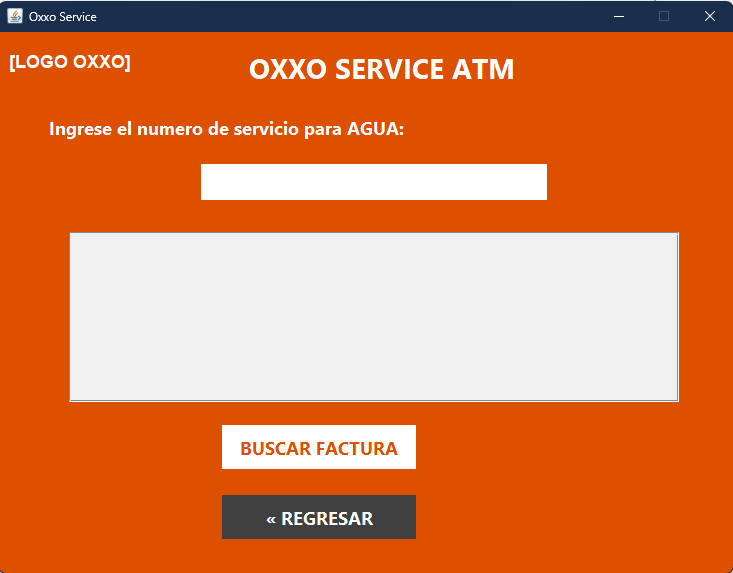 Oxxo Service
[LOGO OXXO]
OXXO SERVICE ATM
Ingrese el numero de servicio para AGUA:
BUSCAR FACTURA
« REGRESAR